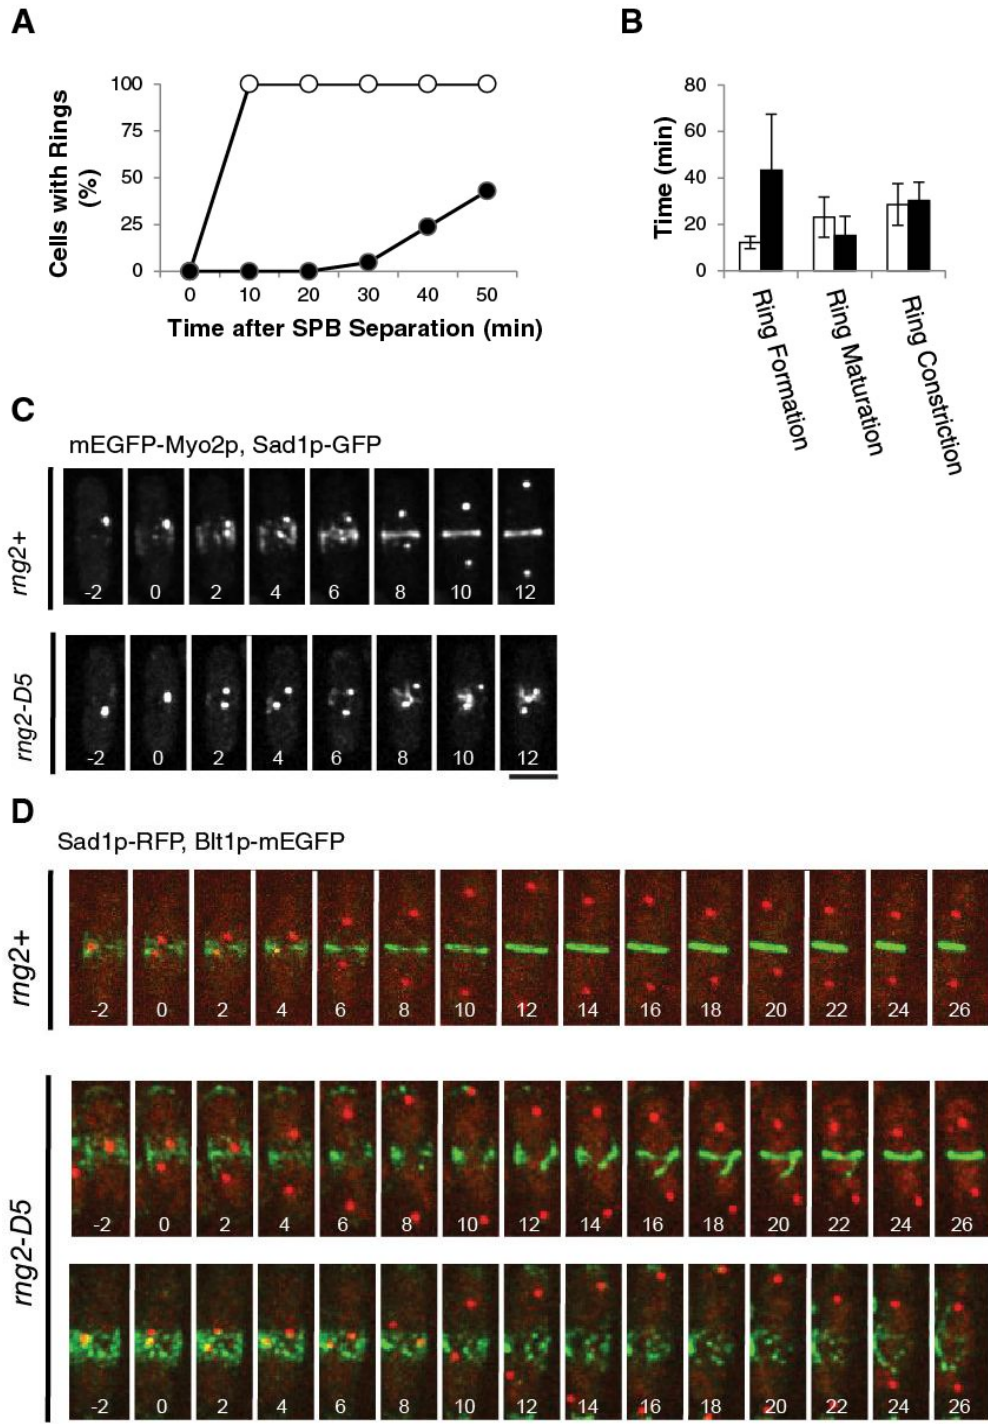 A
B
100
75
50
25
0
Cells with Rings
(%)
0 10 20 30 40 50
Time after SPB Separation (min)
80
60
40
20
0
Time (min)
Ring Formation
Ring Maturation
Ring Constriction
C
mEGFP-Myo2p, Sad1p-GFP
rng2+
-2 0 2 4 6 8 10 12
rng2-D5
-2 0 2 4 6 8 10 12
D
Sad1p-RFP, Blt1p-mEGFP
rng2+
-2 0 2 4 6 8 10 12 14 16 18 20 22 24 26
rng2-D5
-2 0 2 4 6 8 10 12 14 16 18 20 22 24 26
-2 0 2 4 6 8 10 12 14 16 18 20 22 24 26